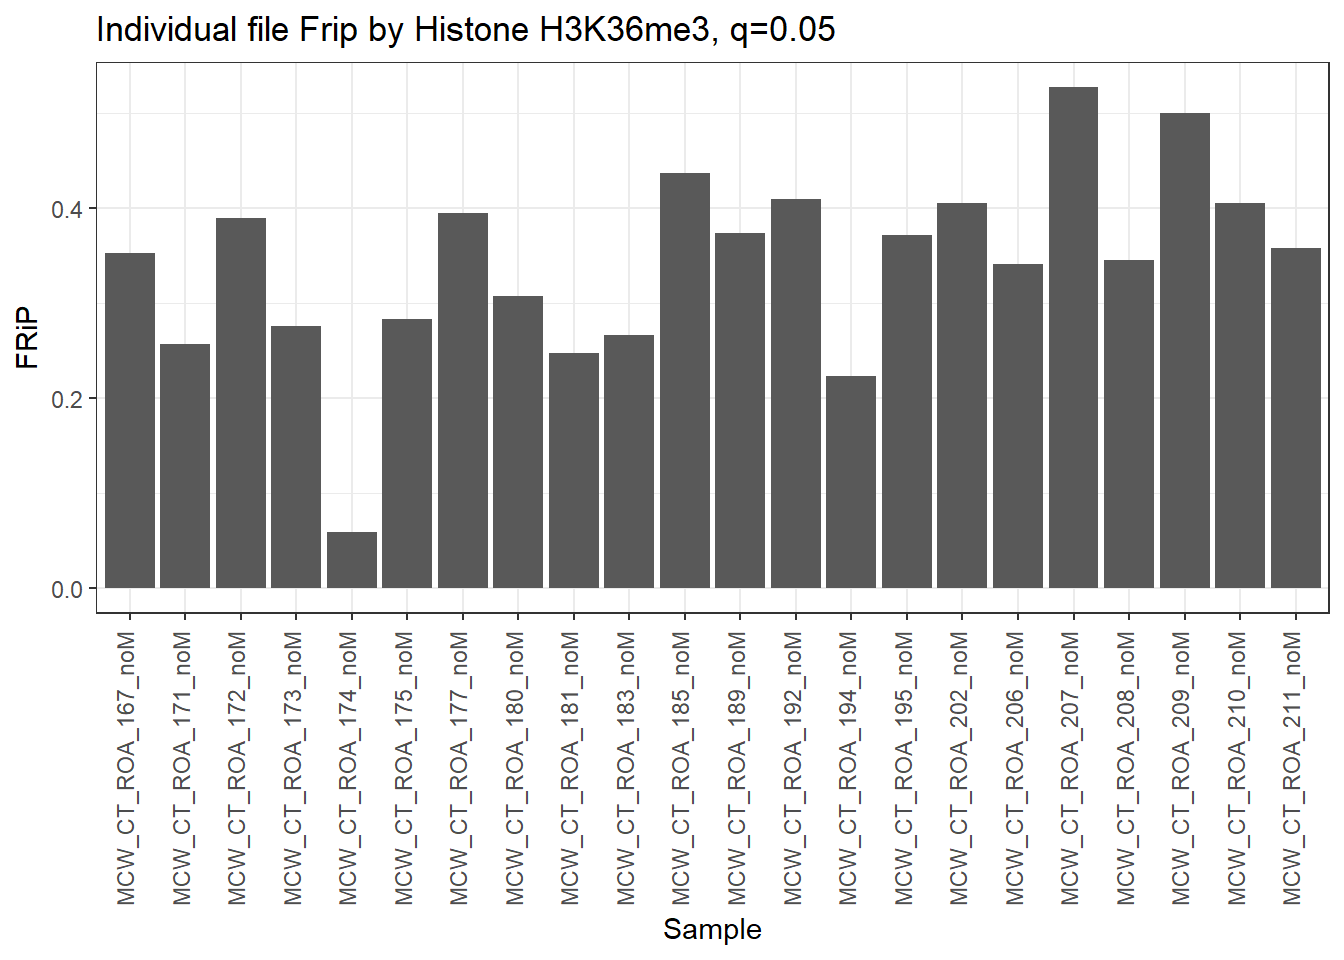 Individual file Frip by Histone H3K36me3, q=0.05
FRiP
0.4
0.2
0.0
MCW_CT_ROA_167_noM
MCW_CT_ROA_171_noM
MCW_CT_ROA_172_noM
MCW_CT_ROA_173_noM
MCW_CT_ROA_174_noM
MCW_CT_ROA_175_noM
MCW_CT_ROA_177_noM
MCW_CT_ROA_180_noM
MCW_CT_ROA_181_noM
MCW_CT_ROA_183_noM
MCW_CT_ROA_185_noM
MCW_CT_ROA_189_noM
MCW_CT_ROA_192_noM
MCW_CT_ROA_194_noM
MCW_CT_ROA_195_noM
MCW_CT_ROA_202_noM
MCW_CT_ROA_206_noM
MCW_CT_ROA_207_noM
MCW_CT_ROA_208_noM
MCW_CT_ROA_209_noM
MCW_CT_ROA_210_noM
MCW_CT_ROA_211_noM
Sample